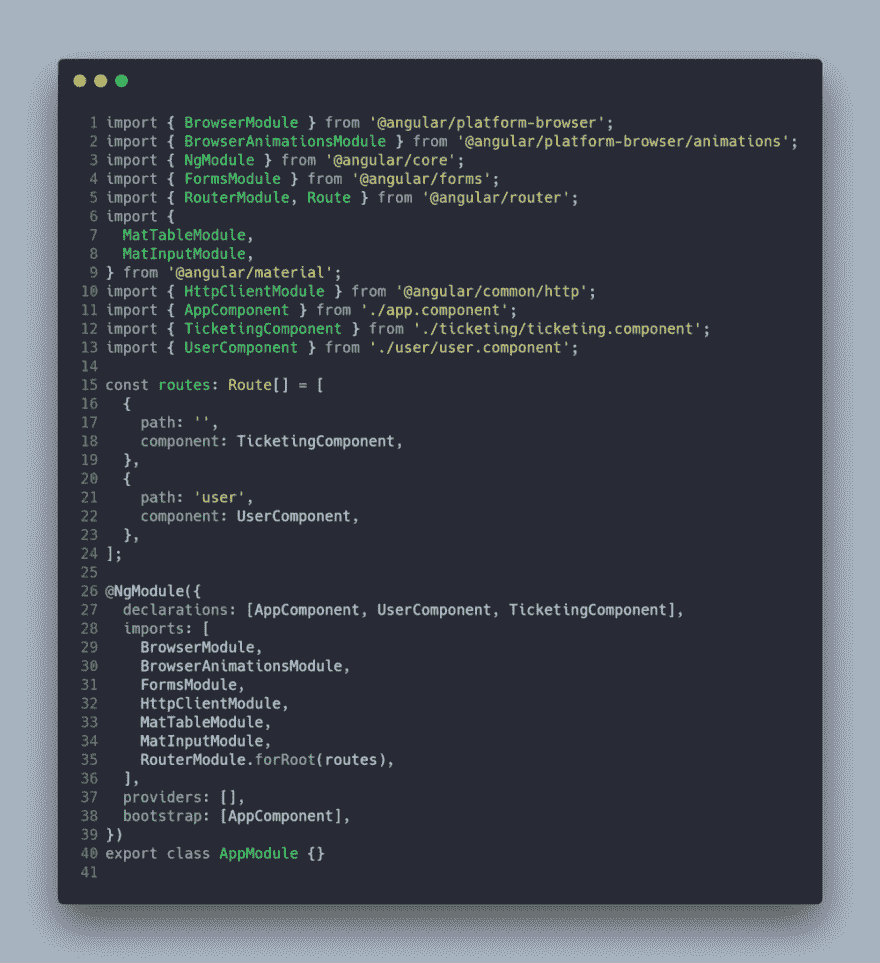 1 import { BrowserModule } from '@angular/platform-browser';
2 import { BrowserAnimationsModule } from '@angular/platform-browser/animations';
3 import { NgModule } from '@angular/core';
4 import { FormsModule } from '@angular/forms';
5 import { RouterModule, Route } from '@angular/router';
6 import {
7   MatTableModule,
8   MatInputModule,
9 } from '@angular/material';
10 import { HttpClientModule } from '@angular/common/http';
11 import { AppComponent } from './app.component';
12 import { TicketingComponent } from './ticketing/ticketing.component';
13 import { UserComponent } from './user/user.component';
14
15 const routes: Route[] = [
16   {
17     path: '',
18     component: TicketingComponent,
19   },
20   {
21     path: 'user',
22     component: UserComponent,
23   },
24 ];
25
26 @NgModule({
27   declarations: [AppComponent, UserComponent, TicketingComponent],
28   imports: [
29     BrowserModule,
30     BrowserAnimationsModule,
31     FormsModule,
32     HttpClientModule,
33     MatTableModule,
34     MatInputModule,
35     RouterModule.forRoot(routes),
36   ],
37   providers: [],
38   bootstrap: [AppComponent],
39 })
40 export class AppModule {}
41